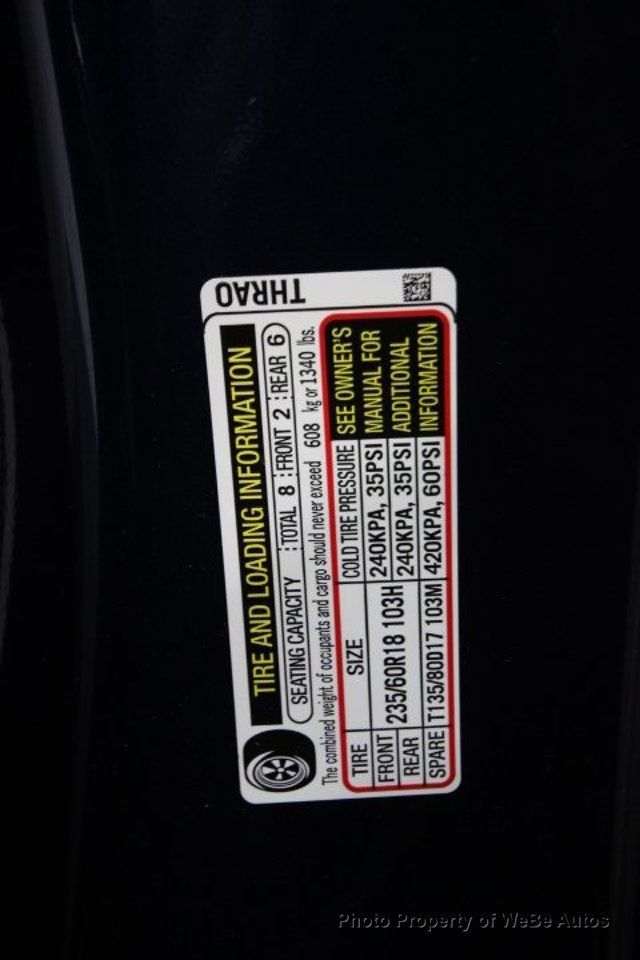 TIRE AND LOADING INFORMATION
SEATING CAPACITY TOTAL 8 FRONT 2 REAR 6
The combined weight of occupants and cargo should never exceed 608 kg or 1340 lbs.
TIRE SIZE COLD TIRE PRESSURE
FRONT 235/60R18 103H 240KPA, 35PSI
REAR 240KPA, 35PSI
SPARE T135/80D17 103M 420KPA, 60PSI
SEE OWNER'S
MANUAL FOR
ADDITIONAL
INFORMATION
THRA0
Photo Property of WeBe Autos